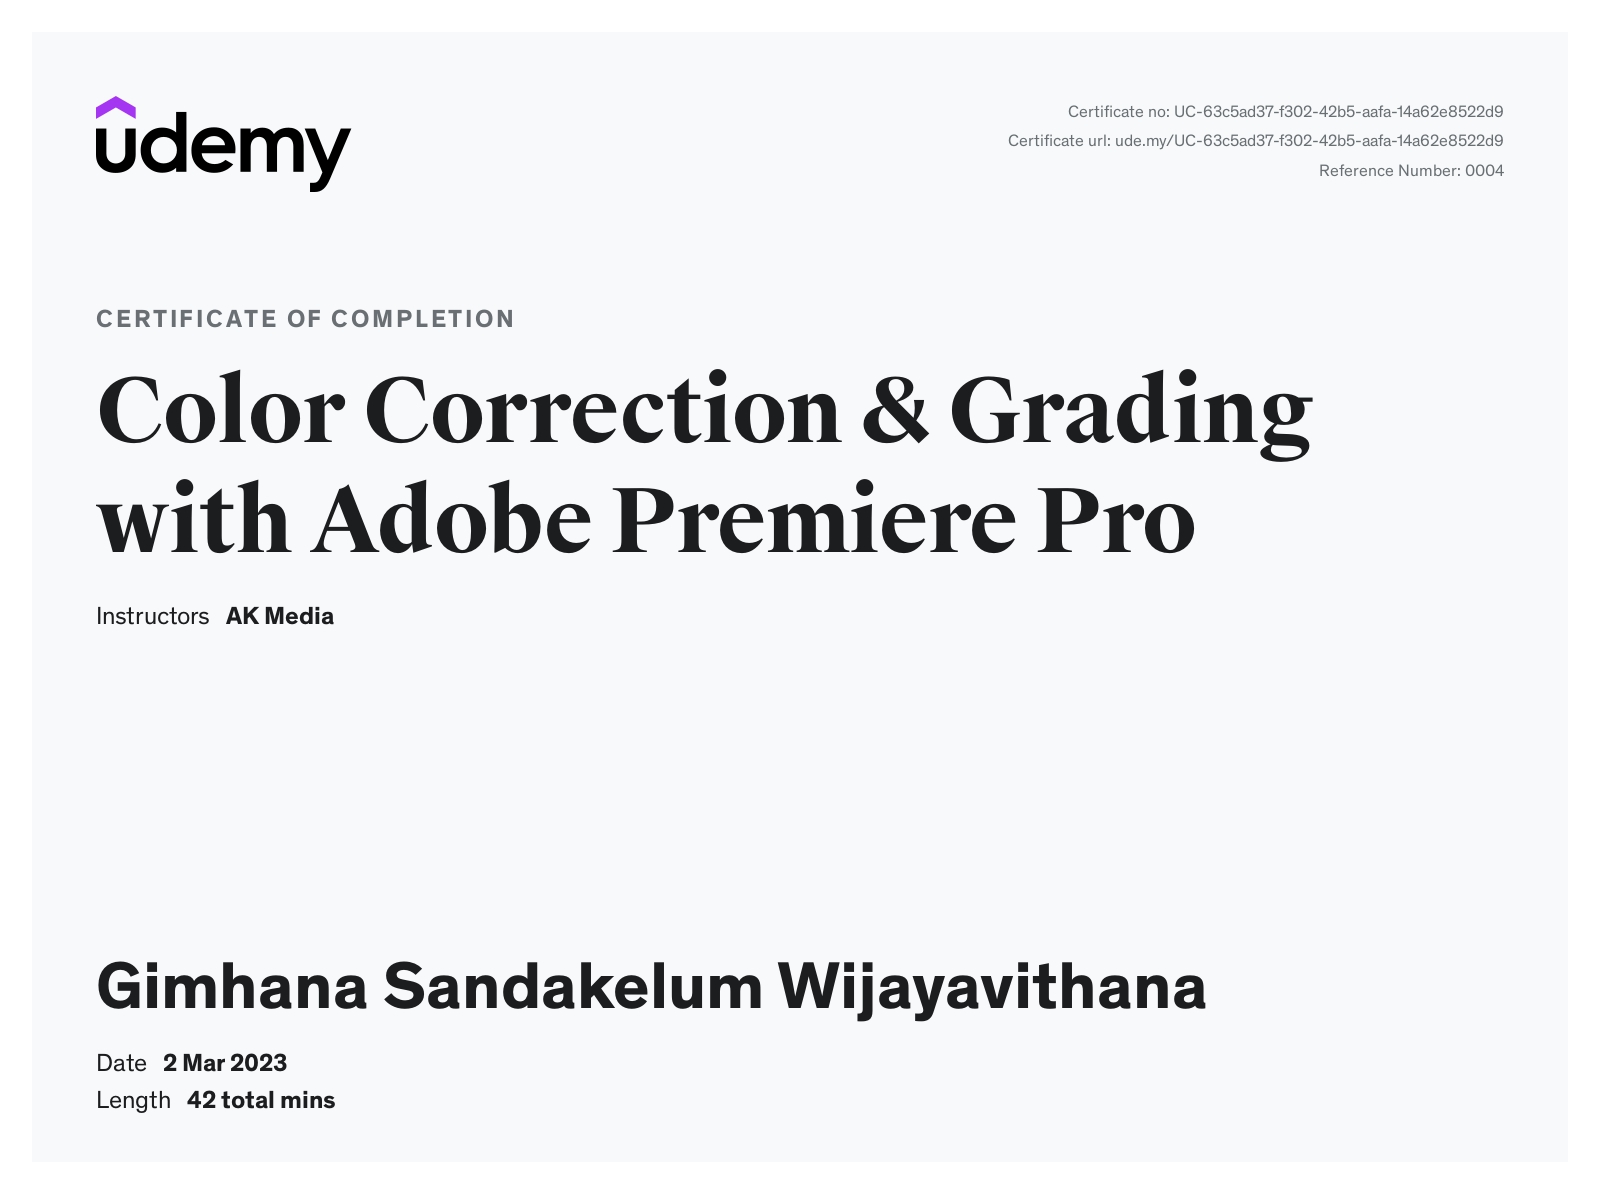 udemy
Certificate no: UC-63c5ad37-f302-42b5-aafa-14a62e8522d9
Certificate url: ude.my/UC-63c5ad37-f302-42b5-aafa-14a62e8522d9
Reference Number: 0004
CERTIFICATE OF COMPLETION
Color Correction & Grading
with Adobe Premiere Pro
Instructors AK Media
Gimhana Sandakelum Wijayavithana
Date 2 Mar 2023
Length 42 total mins